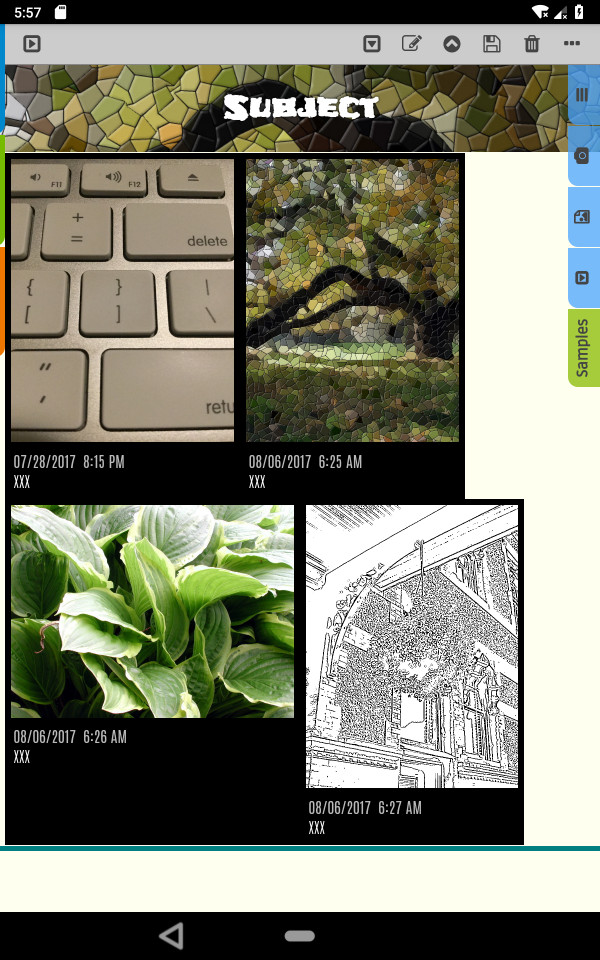 5:57
SUBJECT
F11
F12
+
=
delete
{
}
|
[
]
\
"
,
retu
07/28/2017 8:15 PM
XXX
08/06/2017 6:25 AM
XXX
08/06/2017 6:26 AM
XXX
08/06/2017 6:27 AM
XXX
Samples